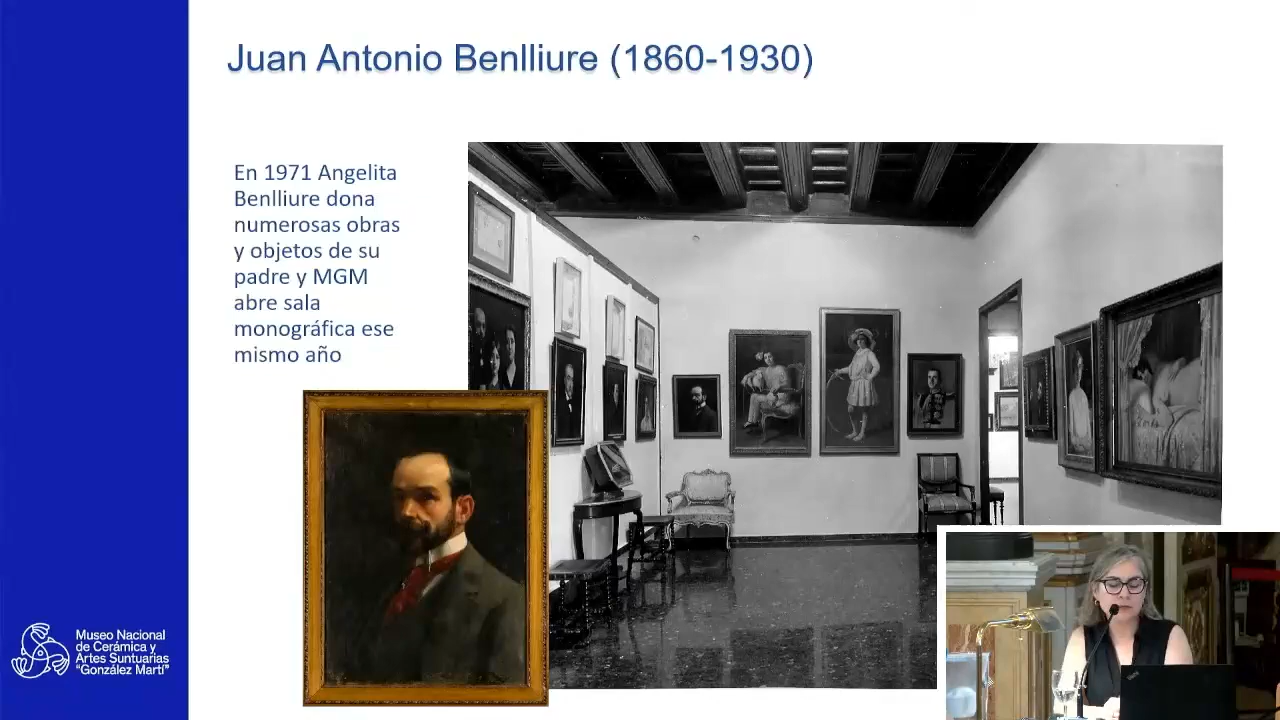 Juan Antonio Benlliure (1860-1930)
En 1971 Angelita
Benlliure dona
numerosas obras
y objetos de su
padre y MGM
abre sala
monográfica ese
mismo año
Museo Nacional
de Cerámica y
Artes Suntuarias
"González Martí"